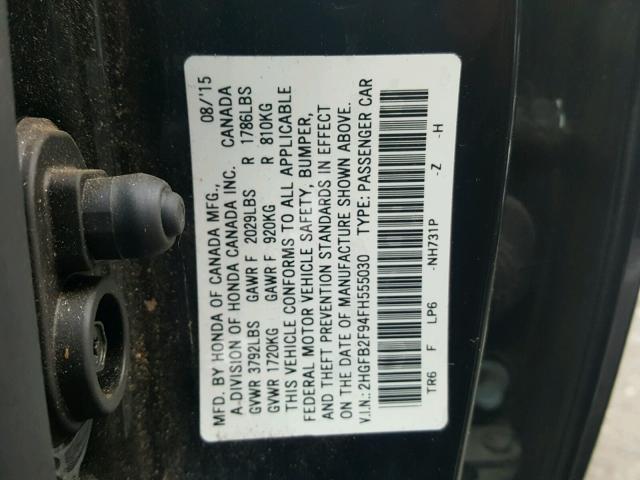 MFD. BY HONDA OF CANADA MFG., 08/'15
A-DIVISION OF HONDA CANADA INC. CANADA
GVWR 3792LBS GAWR F 2029LBS R 1786LBS
GVWR 1720KG GAWR F 920KG R 810KG
THIS VEHICLE CONFORMS TO ALL APPLICABLE
FEDERAL MOTOR VEHICLE SAFETY, BUMPER,
AND THEFT PREVENTION STANDARDS IN EFFECT
ON THE DATE OF MANUFACTURE SHOWN ABOVE.
V.I.N.:2HGFB2F94FH555030 TYPE: PASSENGER CAR
TR6 F LP6 -NH731P -Z -H